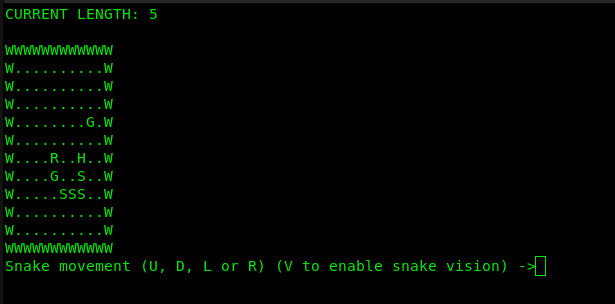 CURRENT LENGTH: 5
WWWWWWWWWWWW
W..........W
W..........W
W..........W
W........G.W
W..........W
W....R..H..W
W....G..S..W
W.....SSS..W
W..........W
W..........W
WWWWWWWWWWWW
Snake movement (U, D, L or R) (V to enable snake vision) ->